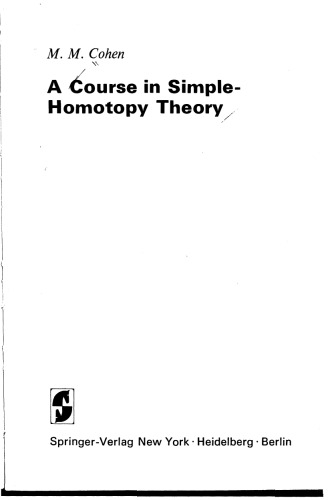 M. M. Cohen
A Course in Simple-
Homotopy Theory
Springer-Verlag New York · Heidelberg · Berlin